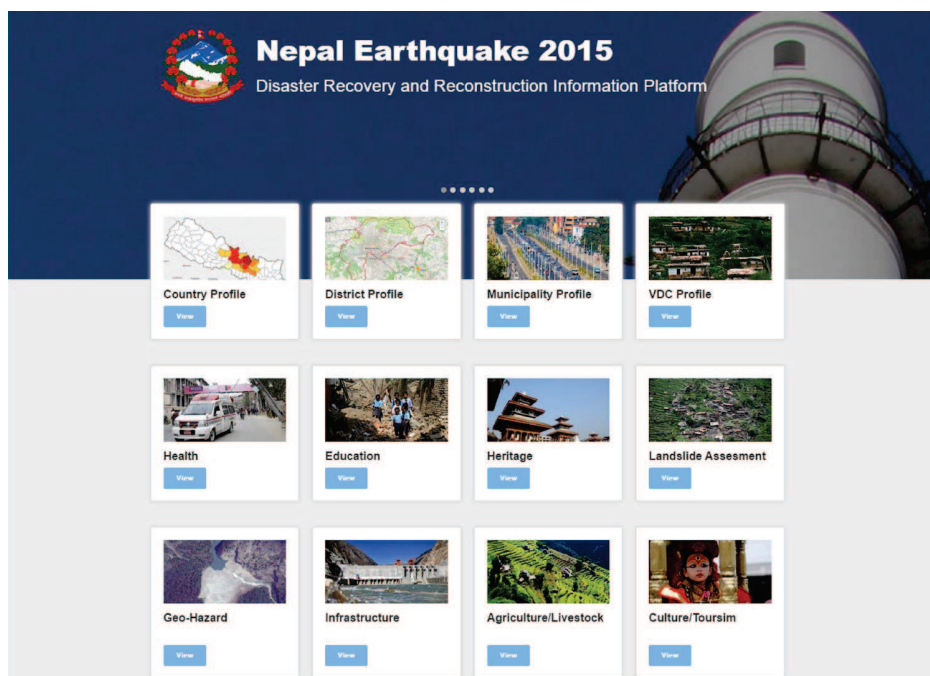 Nepal Earthquake 2015
Disaster Recovery and Reconstruction Information Platform
Country Profile
View
District Profile
View
Municipality Profile
View
VDC Profile
View
Health
View
Education
View
Heritage
View
Landslide Assesment
View
Geo-Hazard
View
Infrastructure
View
Agriculture/Livestock
View
Culture/Toursim
View